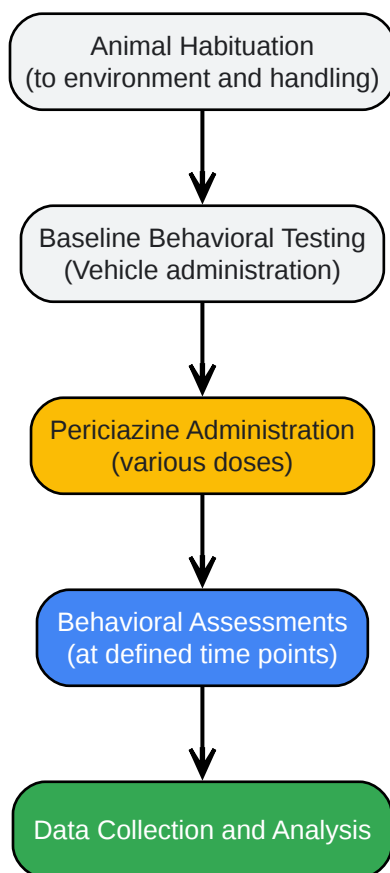 Animal Habituation
(to environment and handling)
Baseline Behavioral Testing
(Vehicle administration)
Periciazine Administration
(various doses)
Behavioral Assessments
(at defined time points)
Data Collection and Analysis